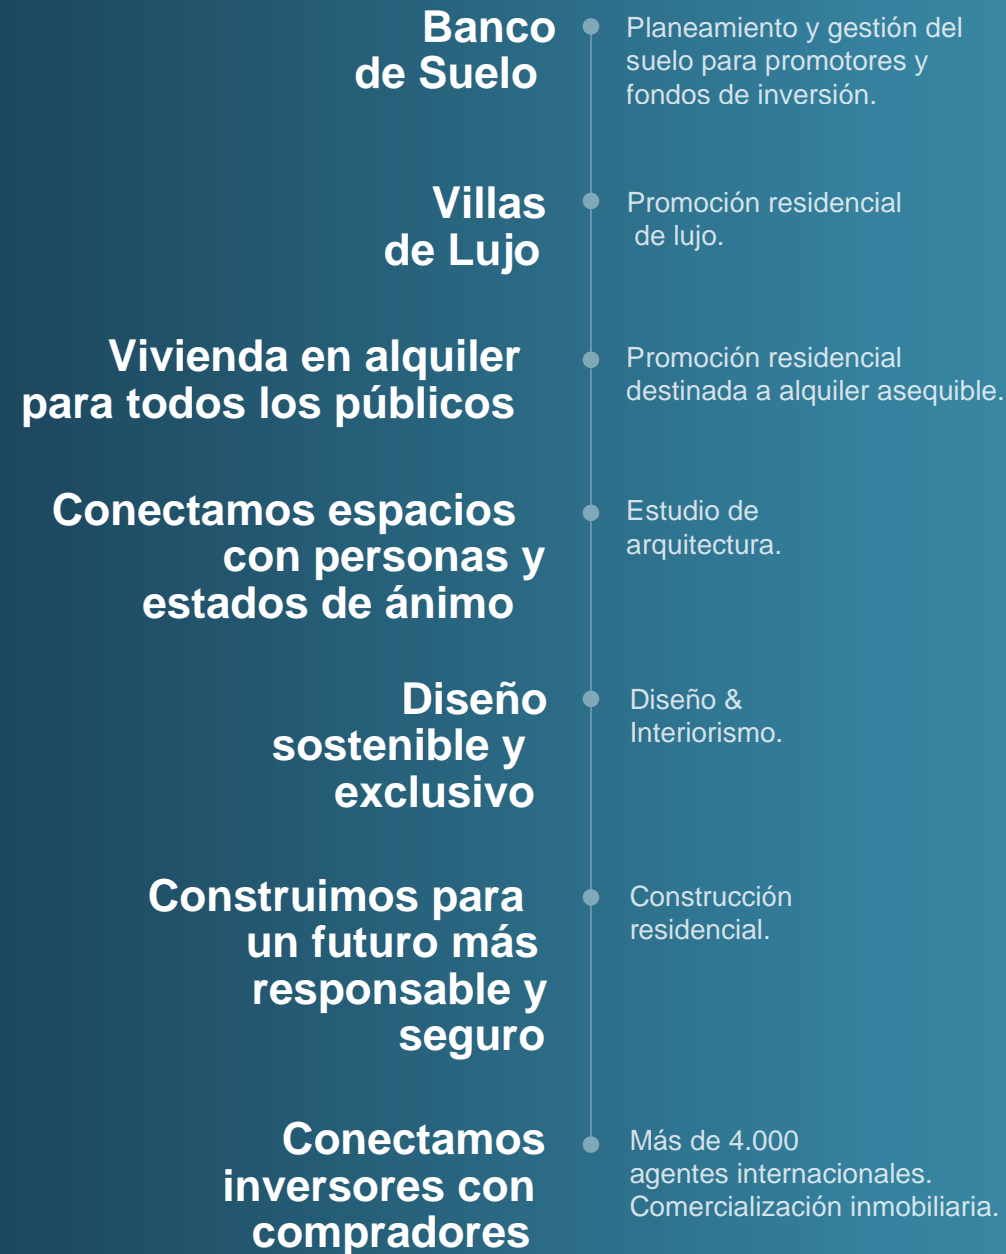 Banco
de Suelo
Planeamiento y gestión del
suelo para promotores y
fondos de inversión.
Villas
de Lujo
Promoción residencial
de lujo.
Vivienda en alquiler
para todos los públicos
Promoción residencial
destinada a alquiler asequible.
Conectamos espacios
con personas y
estados de ánimo
Estudio de
arquitectura.
Diseño
sostenible y
exclusivo
Diseño &
Interiorismo.
Construimos para
un futuro más
responsable y
seguro
Construcción
residencial.
Conectamos
inversores con
compradores
Más de 4.000
agentes internacionales.
Comercialización inmobiliaria.